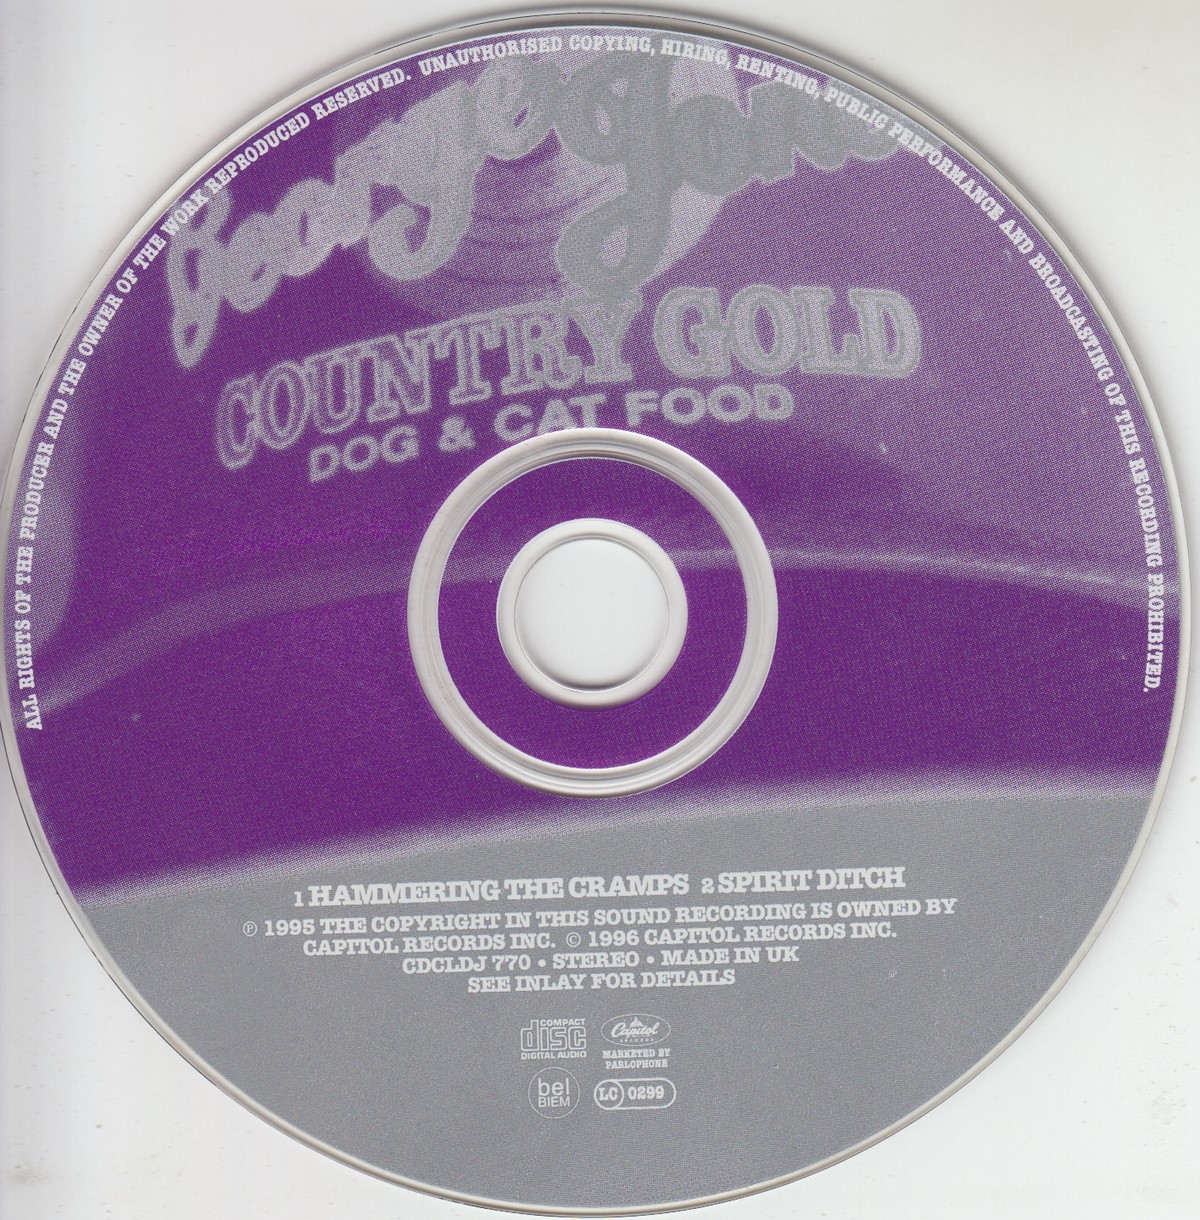 ALL RIGHTS OF THE PRODUCER AND THE OWNER OF THE WORK REPRODUCED RESERVED. UNAUTHORISED COPYING, HIRING, RENTING, PUBLIC PERFORMANCE AND BROADCASTING OF THIS RECORDING PROHIBITED.
George Jones
COUNTRY GOLD
DOG & CAT FOOD
1 HAMMERING THE CRAMPS 2 SPIRIT DITCH
℗ 1995 THE COPYRIGHT IN THIS SOUND RECORDING IS OWNED BY
CAPITOL RECORDS INC. © 1996 CAPITOL RECORDS INC.
CDCLDJ 770 • STEREO • MADE IN UK
SEE INLAY FOR DETAILS
COMPACT
disc
DIGITAL AUDIO
Capitol
RECORDS
MARKETED BY
PARLOPHONE
bel
BIEM
LC 0299